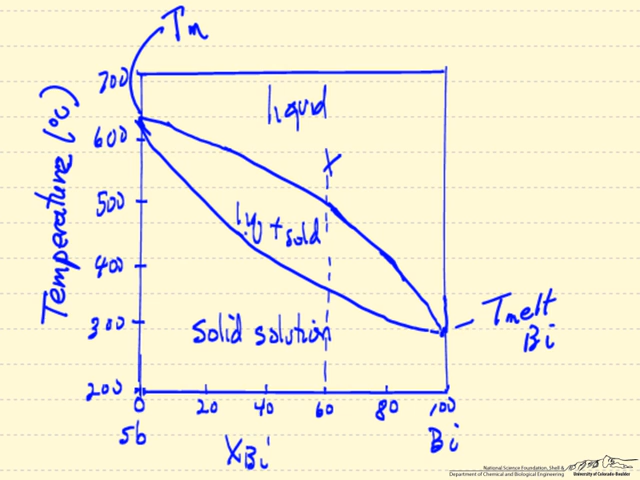 Tm
700
liquid
Temperature (°C)
600
X
500
liq + solid
400
300
Solid solution
Tmelt
Bi
200
0 20 40 60 80 100
Sb
XBi
Bi
National Science Foundation, Shell &
Department of Chemical and Biological Engineering
University of Colorado Boulder